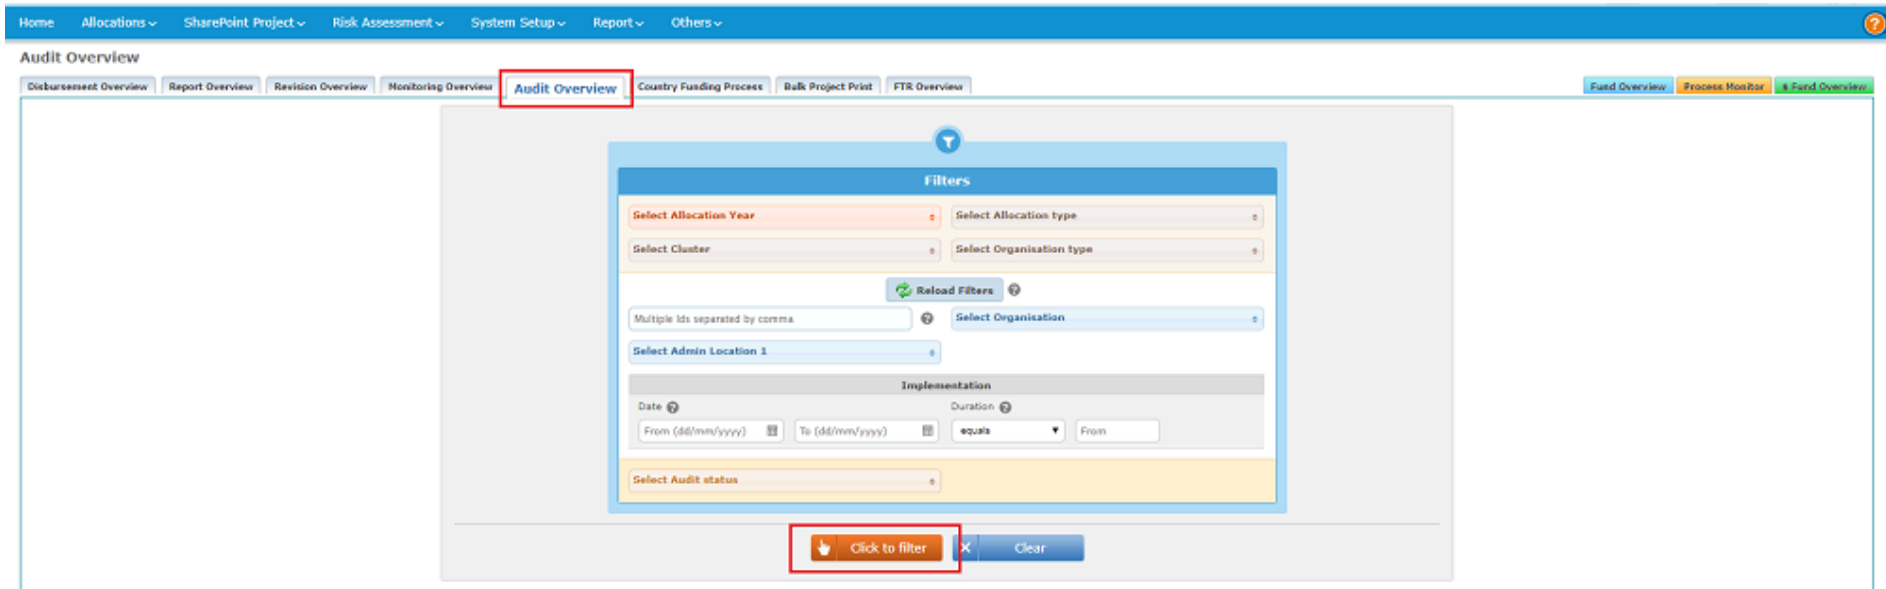 Home Allocations SharePoint Project Risk Assessment System Setup Report Others ?
Audit Overview
Disbursement Overview Report Overview Revision Overview Monitoring Overview Audit Overview Country Funding Process Bulk Project Print FTR Overview Fund Overview Process Monitor $ Fund Overview
Filters
Select Allocation Year Select Allocation type
Select Cluster Select Organisation type
Reload Filters ?
Multiple Ids separated by comma ? Select Organisation
Select Admin Location 1
Implementation
Date ? Duration ?
From (dd/mm/yyyy) To (dd/mm/yyyy) equals From
Select Audit status
Click to filter Clear